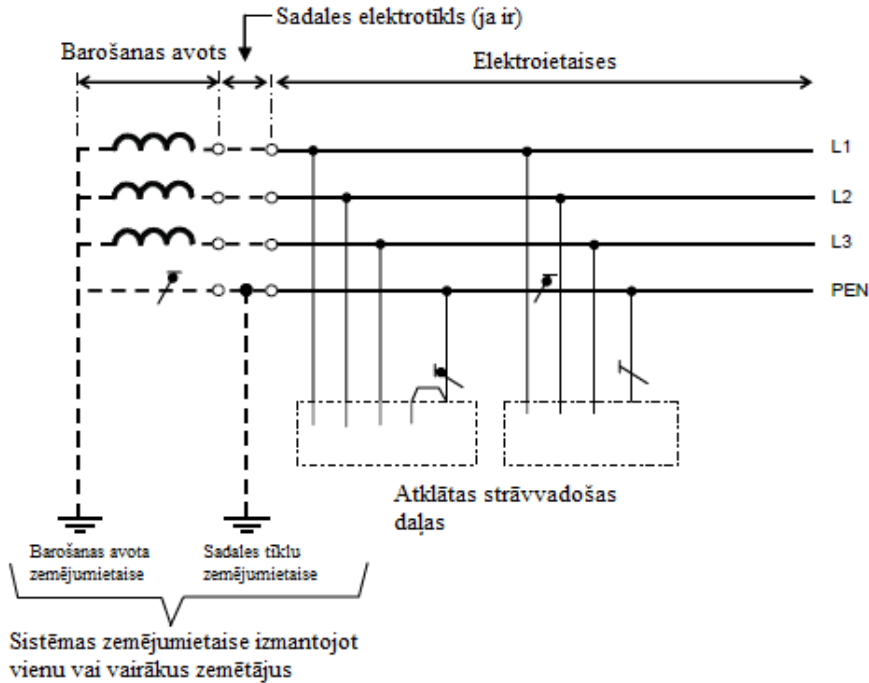 Sadales elektrotīkls (ja ir)
Barošanas avots
Elektroietaises
L1
L2
L3
PEN
Atklātas strāvvadošas
daļas
Barošanas avota
zemējumietaise
Sadales tīklu
zemējumietaise
Sistēmas zemējumietaise izmantojot
vienu vai vairākus zemētājus